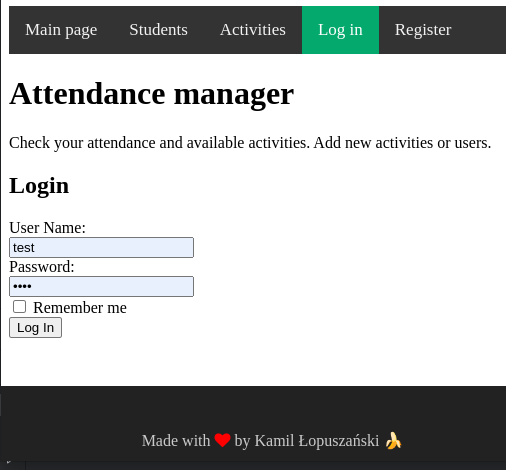 Main page Students Activities Log in Register
Attendance manager
Check your attendance and available activities. Add new activities or users.
Login
User Name:
test
Password:
••••
Remember me
Log In
Made with ❤ by Kamil Łopuszański 🍌